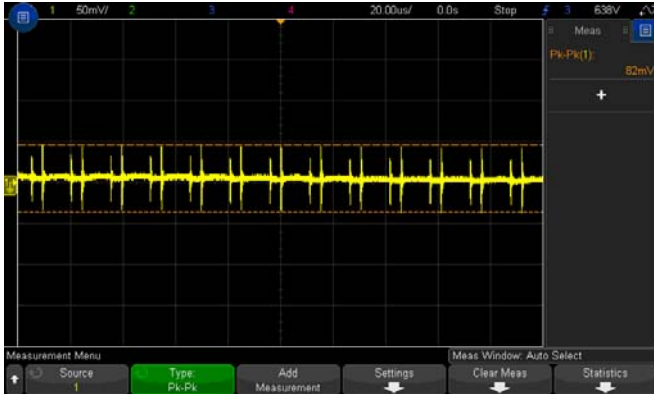 1 50mV/ 2 3 4 20.00us/ 0.0s Stop 3 638V
Meas
Pk-Pk(1):
82mV
+
Measurement Menu
Meas Window: Auto Select
Source
1
Type:
Pk-Pk
Add
Measurement
Settings
Clear Meas
Statistics